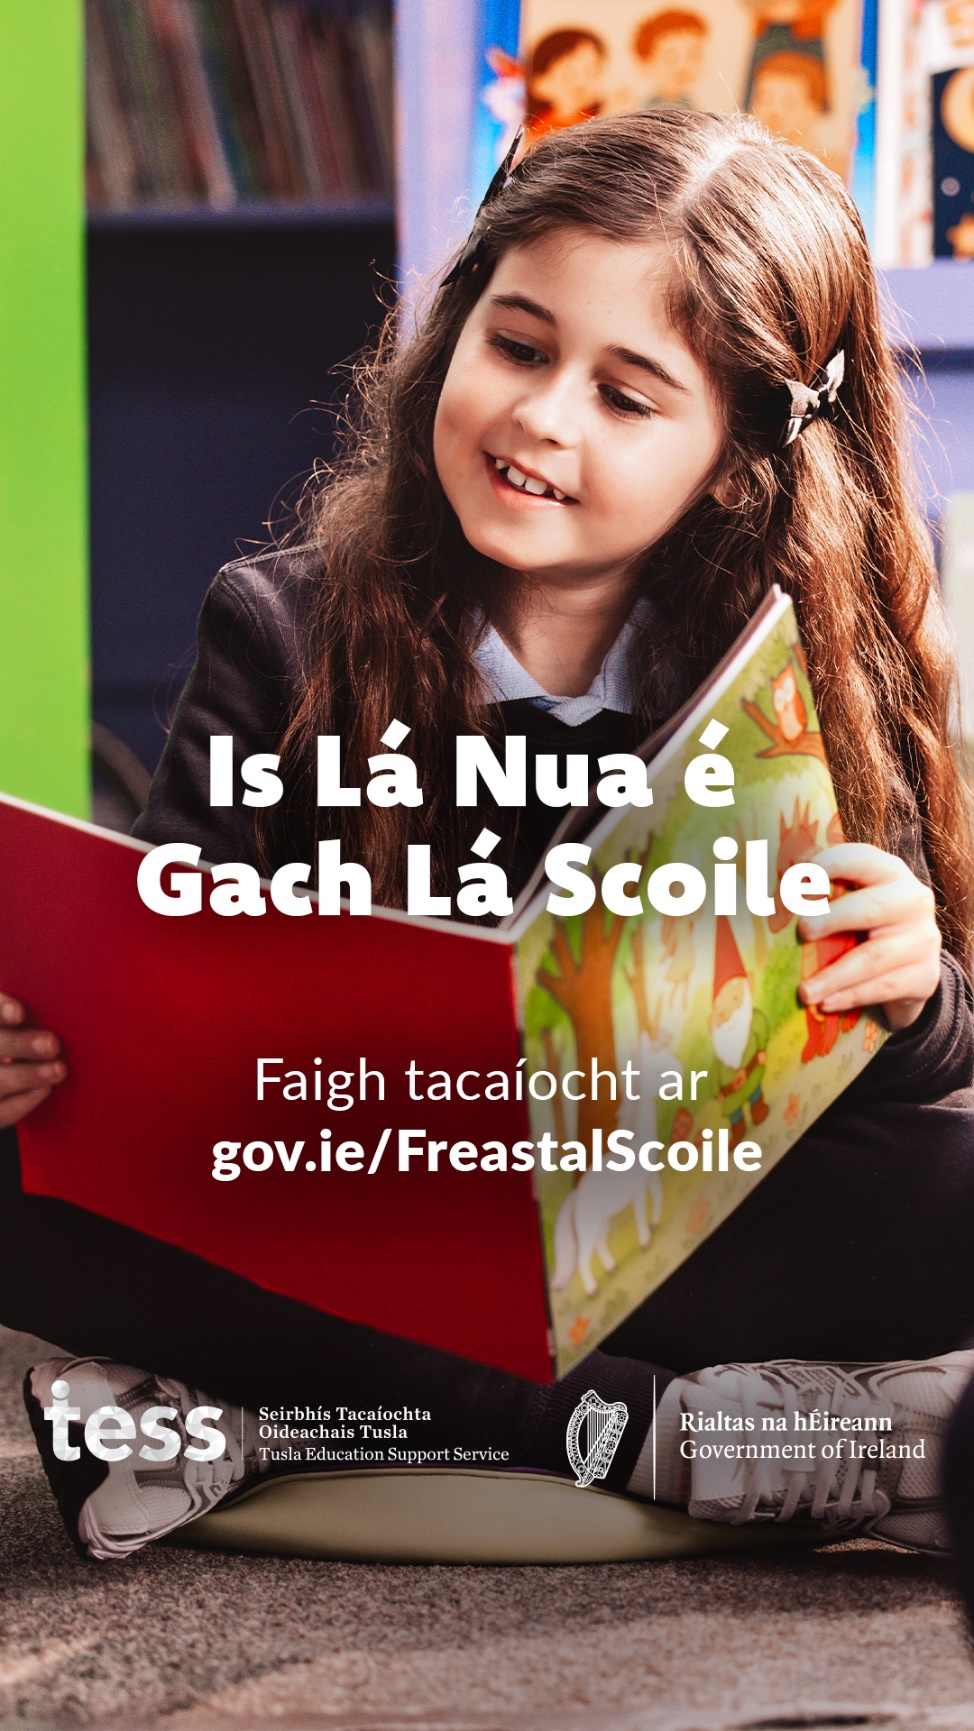 Is Lá Nua é
Gach Lá Scoile
Faigh tacaíocht ar
gov.ie/FreastalScoile
tess
Seirbhís Tacaíochta
Oideachais Tusla
Tusla Education Support Service
Rialtas na hÉireann
Government of Ireland